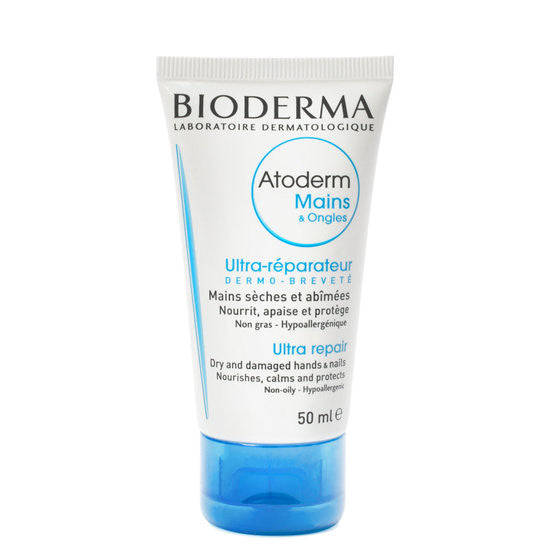 BIODERMA
LABORATOIRE DERMATOLOGIQUE
Atoderm
Mains
& Ongles
Ultra-réparateur
DERMO-BREVETÉ
Mains sèches et abîmées
Nourrit, apaise et protège
Non gras - Hypoallergénique
Ultra repair
Dry and damaged hands & nails
Nourishes, calms and protects
Non-oily - Hypoallergenic
50 ml ℮